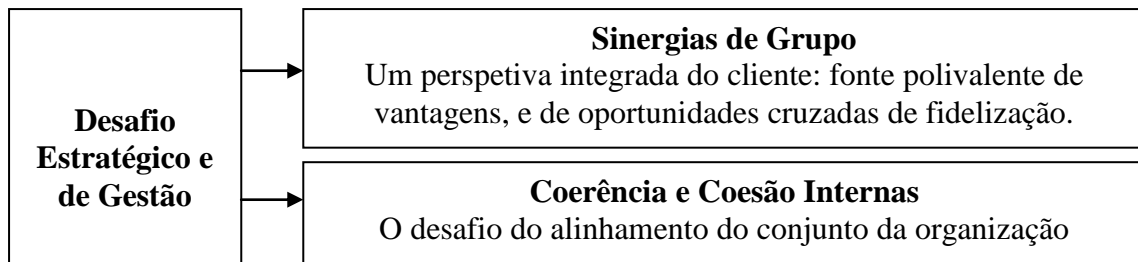 Desafio
Estratégico e
de Gestão
Sinergias de Grupo
Um perspetiva integrada do cliente: fonte polivalente de
vantagens, e de oportunidades cruzadas de fidelização.
Coerência e Coesão Internas
O desafio do alinhamento do conjunto da organização